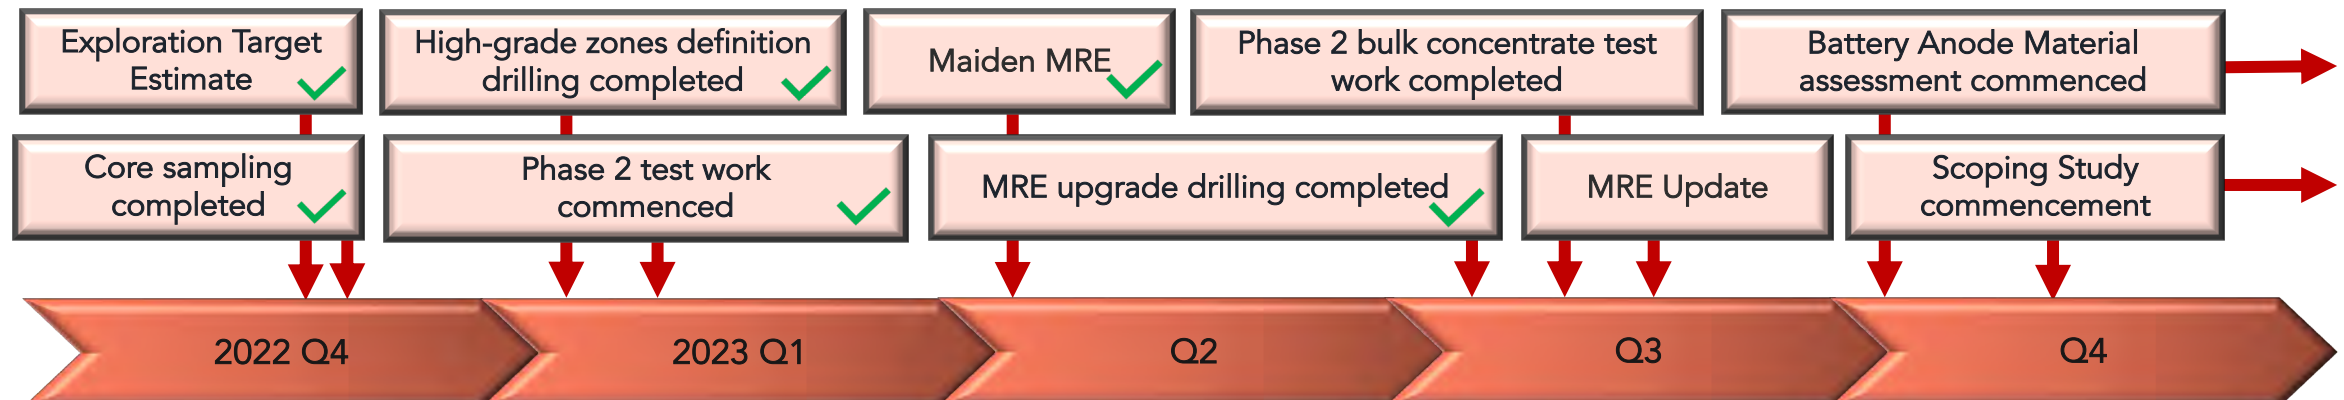 Exploration Target
Estimate
High-grade zones definition
drilling completed
Maiden MRE
Phase 2 bulk concentrate test
work completed
Battery Anode Material
assessment commenced
Core sampling
completed
Phase 2 test work
commenced
MRE upgrade drilling completed
MRE Update
Scoping Study
commencement
2022 Q4
2023 Q1
Q2
Q3
Q4